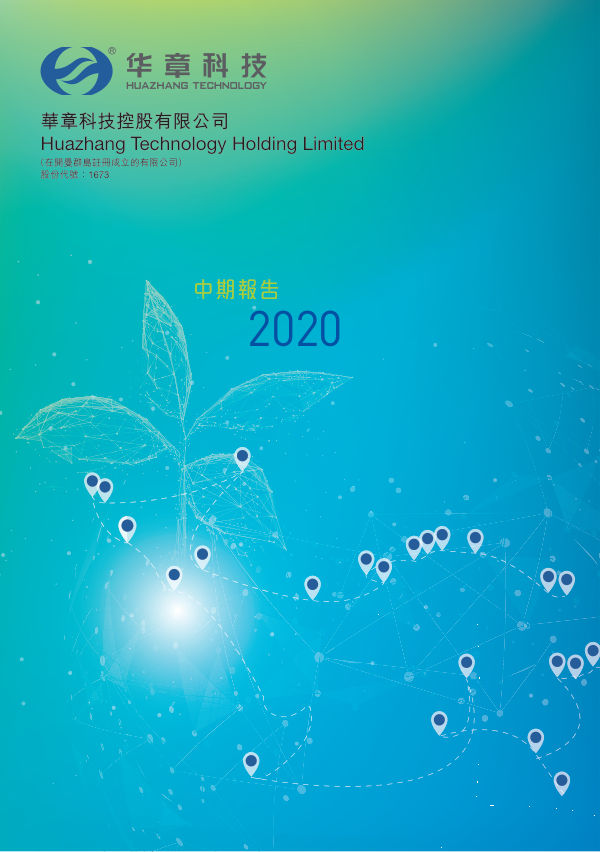 华章科技
HUAZHANG TECHNOLOGY
華章科技控股有限公司
Huazhang Technology Holding Limited
(在開曼群島註冊成立的有限公司)
股份代號：1673
中期報告
2020